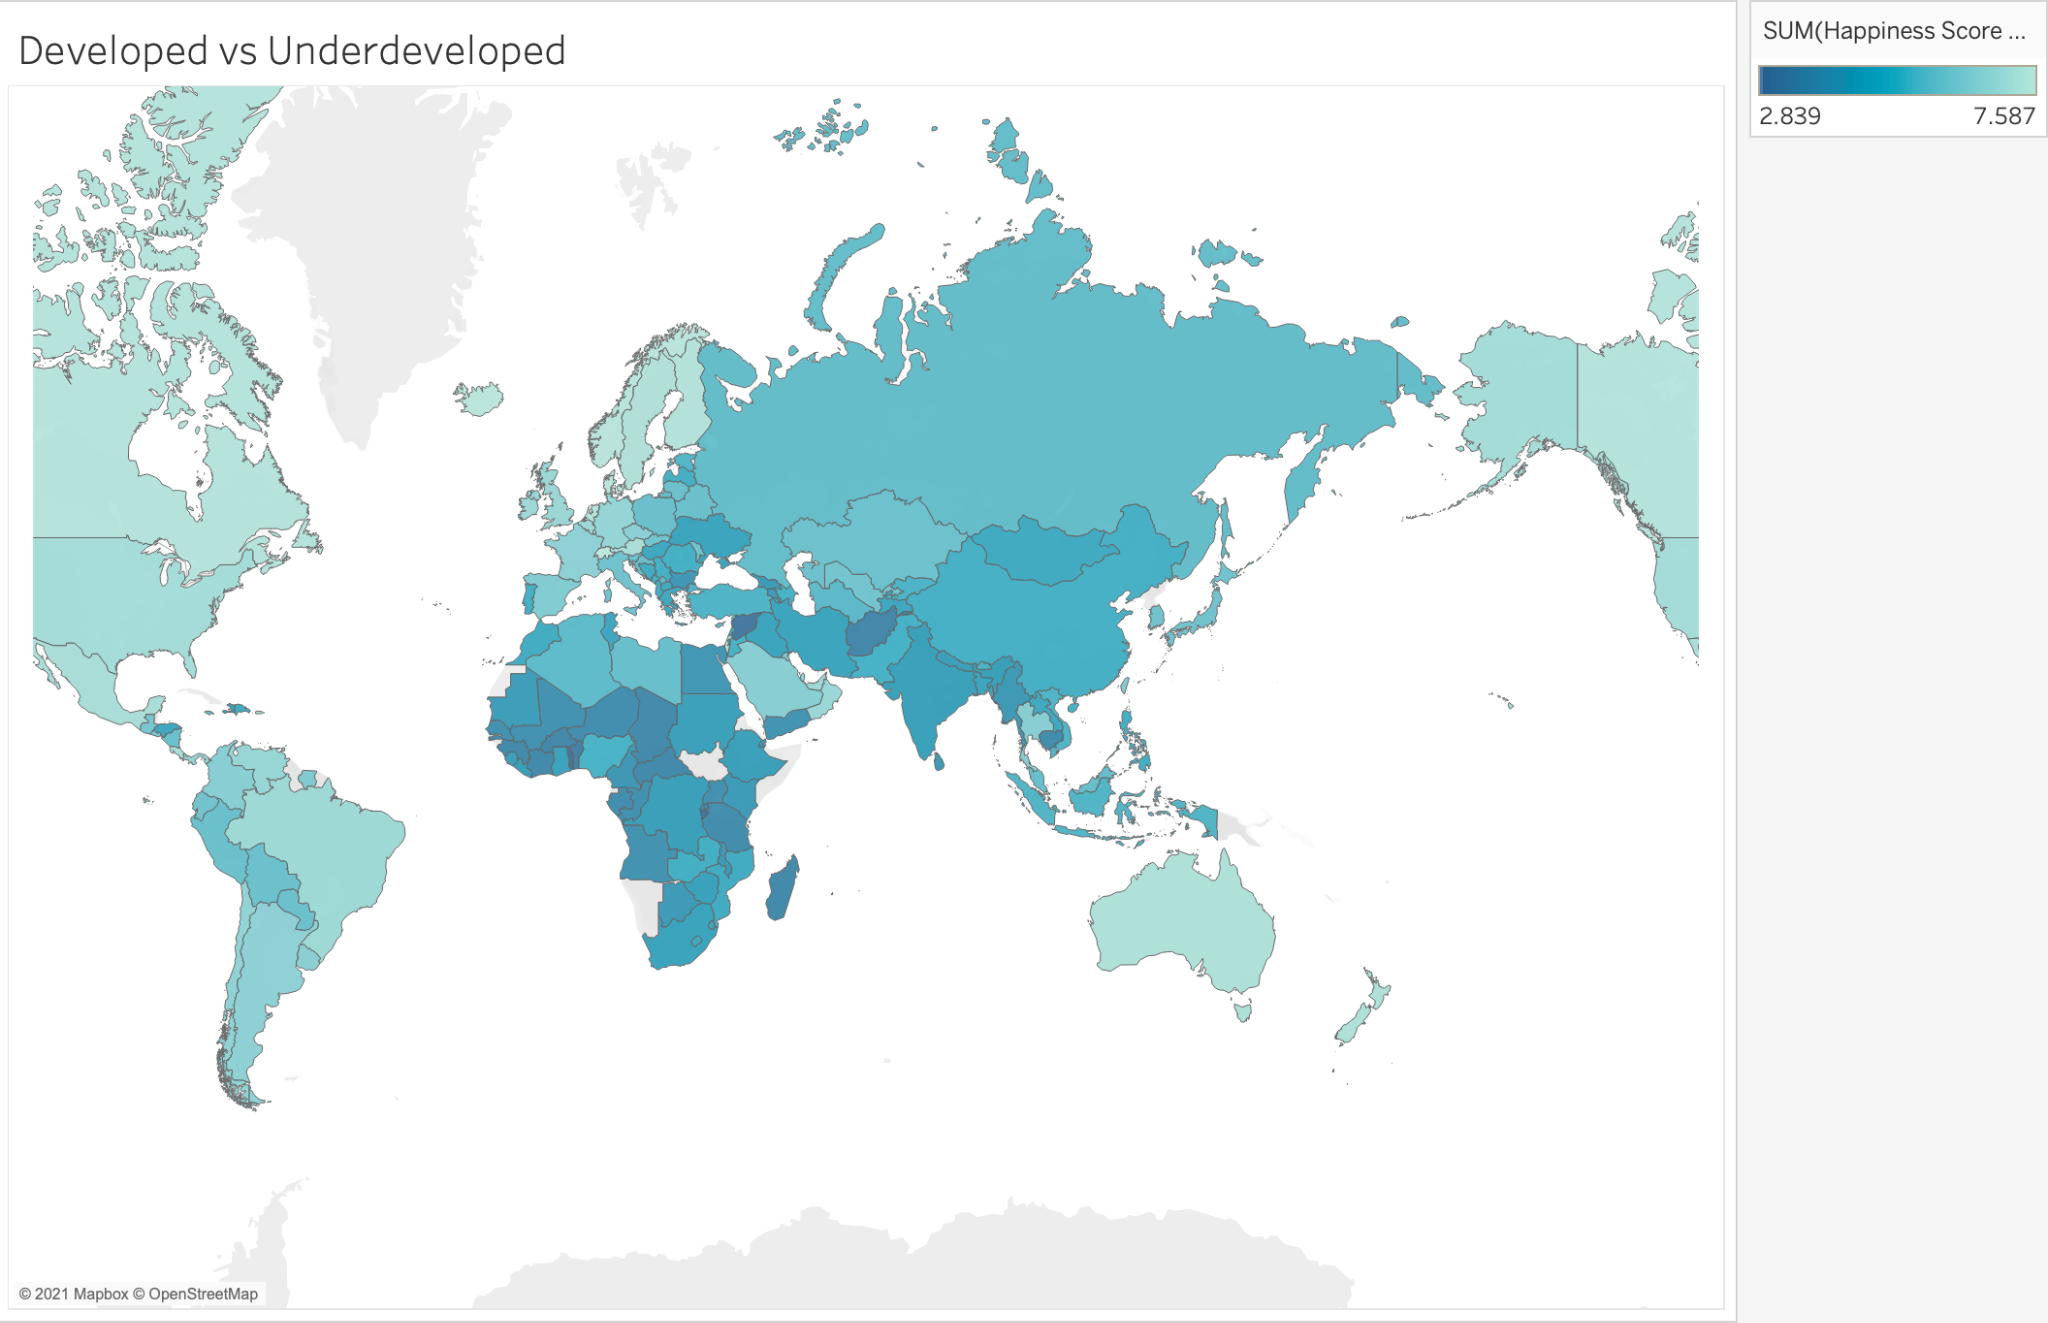 Developed vs Underdeveloped
SUM(Happiness Score ...
2.839 7.587
© 2021 Mapbox © OpenStreetMap